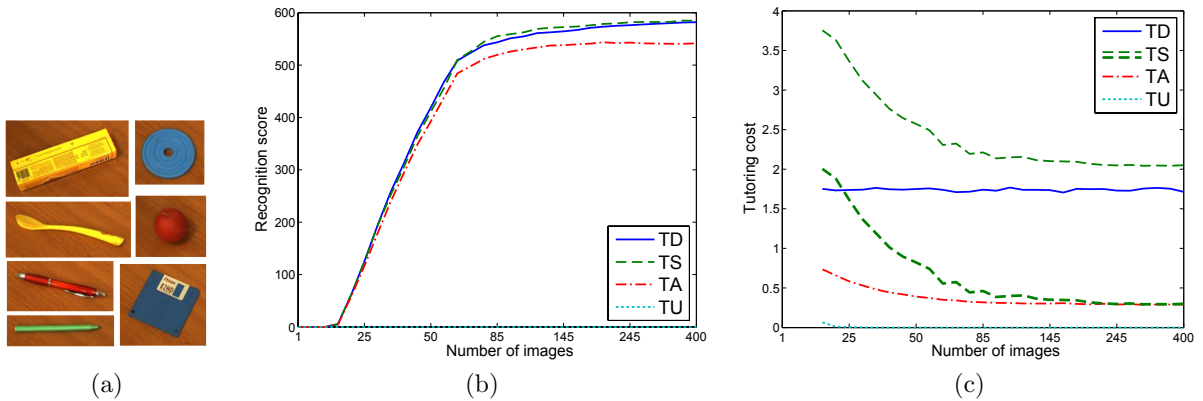 600
500
400
300
200
100
0
Recognition score
1 25 50 85 145 245 400
Number of images
TD
TS
TA
TU
4
3.5
3
2.5
2
1.5
1
0.5
0
Tutoring cost
1 25 50 85 145 245 400
Number of images
TD
TS
TA
TU
(a) (b) (c)